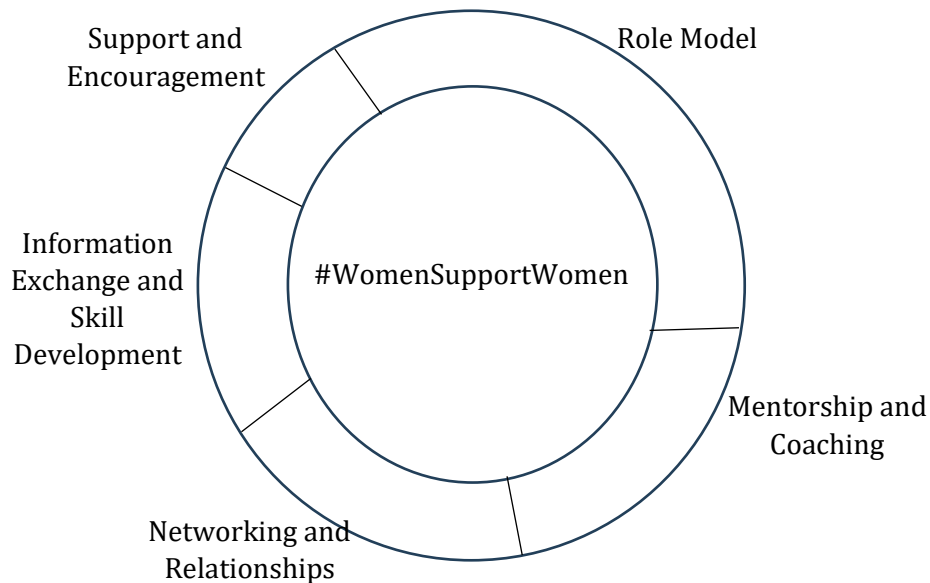 Support and
Encouragement
Role Model
Information
Exchange and
Skill
Development
#WomenSupportWomen
Mentorship and
Coaching
Networking and
Relationships